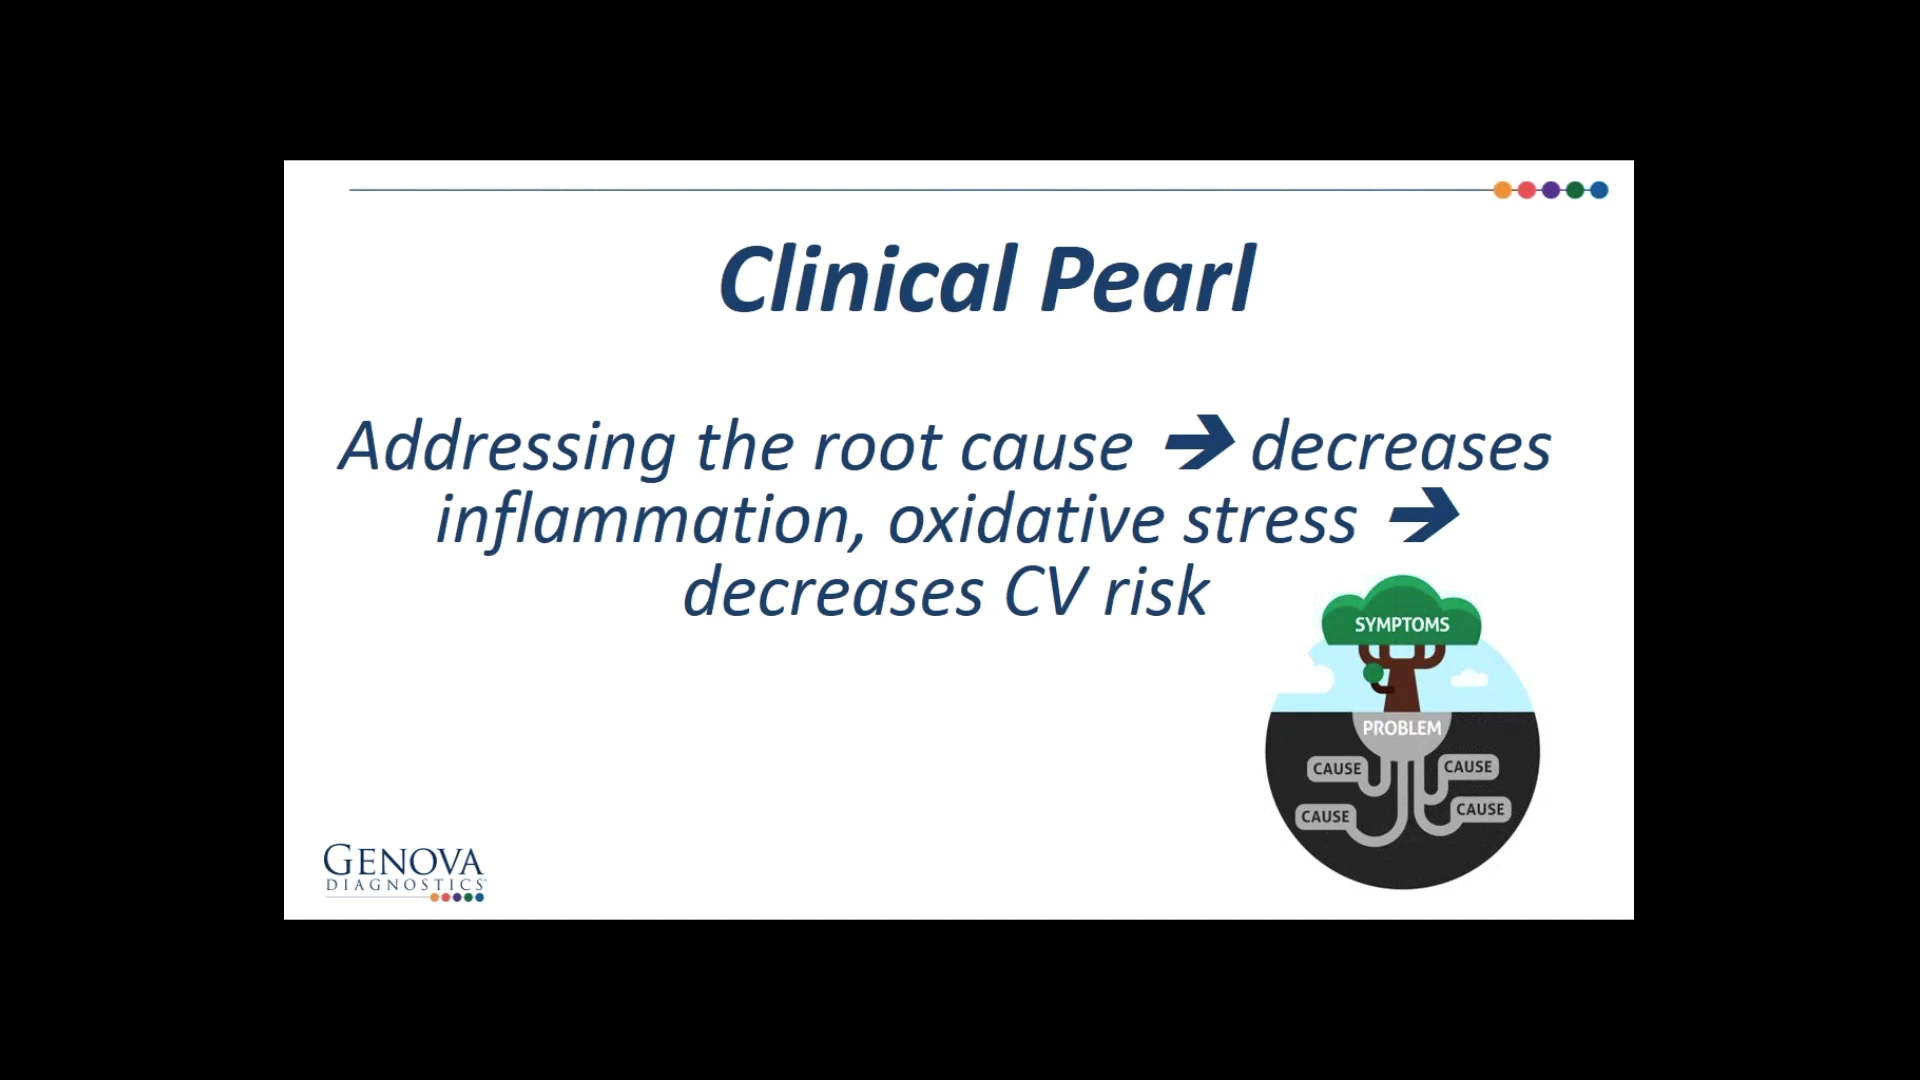 Clinical Pearl
Addressing the root cause ➔ decreases
inflammation, oxidative stress ➔
decreases CV risk
SYMPTOMS
PROBLEM
CAUSE
CAUSE
CAUSE
CAUSE
GENOVA
DIAGNOSTICS